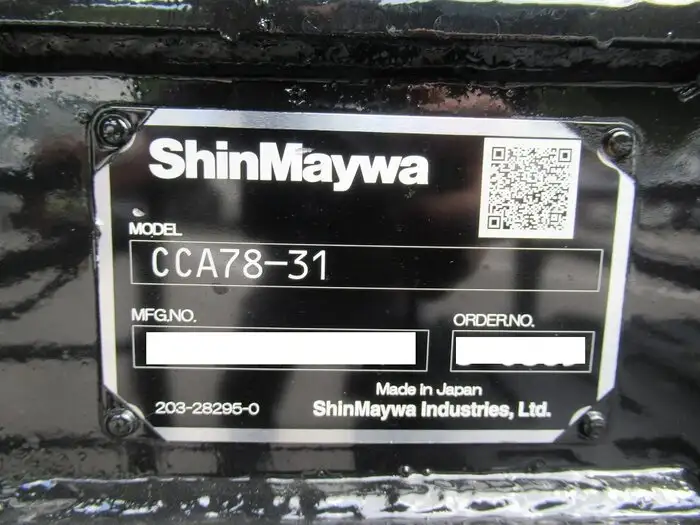 ShinMaywa
MODEL
CCA78-31
MFG.NO.
ORDER.NO.
Made in Japan
203-28295-0
ShinMaywa Industries, Ltd.